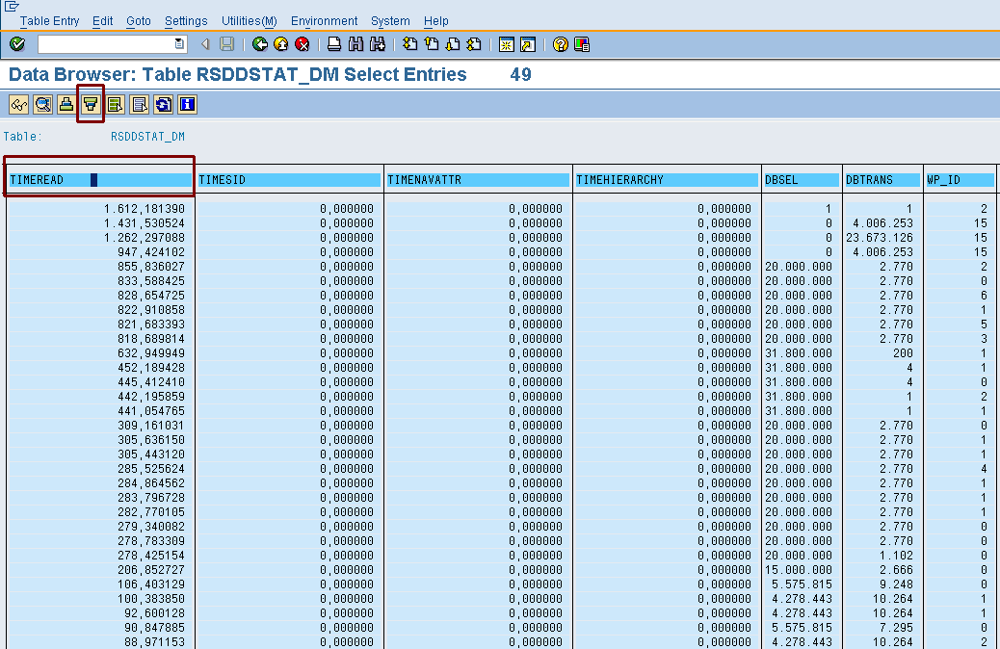 Table Entry Edit Goto Settings Utilities(M) Environment System Help
Data Browser: Table RSDDSTAT_DM Select Entries 49
Table: RSDDSTAT_DM
TIMEREAD TIMESID TIMENAVATTR TIMEHIERARCHY DBSEL DBTRANS WP_ID
1.612,181390 0,000000 0,000000 0,000000 1 1 2
1.431,530524 0,000000 0,000000 0,000000 0 4.006.253 15
1.262,297088 0,000000 0,000000 0,000000 0 23.673.126 15
947,424102 0,000000 0,000000 0,000000 0 4.006.253 15
855,836027 0,000000 0,000000 0,000000 20.000.000 2.770 2
833,588425 0,000000 0,000000 0,000000 20.000.000 2.770 0
828,654725 0,000000 0,000000 0,000000 20.000.000 2.770 6
822,910858 0,000000 0,000000 0,000000 20.000.000 2.770 1
821,683393 0,000000 0,000000 0,000000 20.000.000 2.770 5
818,689814 0,000000 0,000000 0,000000 20.000.000 2.770 3
632,949949 0,000000 0,000000 0,000000 31.800.000 200 1
452,189428 0,000000 0,000000 0,000000 31.800.000 4 1
445,412410 0,000000 0,000000 0,000000 31.800.000 4 0
442,195859 0,000000 0,000000 0,000000 31.800.000 1 2
441,054765 0,000000 0,000000 0,000000 31.800.000 1 1
309,161031 0,000000 0,000000 0,000000 20.000.000 2.770 0
305,636150 0,000000 0,000000 0,000000 20.000.000 2.770 1
305,443120 0,000000 0,000000 0,000000 20.000.000 2.770 1
285,525624 0,000000 0,000000 0,000000 20.000.000 2.770 4
284,864562 0,000000 0,000000 0,000000 20.000.000 2.770 1
283,796728 0,000000 0,000000 0,000000 20.000.000 2.770 1
282,770105 0,000000 0,000000 0,000000 20.000.000 2.770 1
279,340082 0,000000 0,000000 0,000000 20.000.000 2.770 0
278,783309 0,000000 0,000000 0,000000 20.000.000 2.770 0
278,425154 0,000000 0,000000 0,000000 20.000.000 1.102 0
206,852727 0,000000 0,000000 0,000000 15.000.000 2.666 0
106,403129 0,000000 0,000000 0,000000 5.575.815 9.248 0
100,383850 0,000000 0,000000 0,000000 4.278.443 10.264 1
92,600128 0,000000 0,000000 0,000000 4.278.443 10.264 1
90,847885 0,000000 0,000000 0,000000 5.575.815 7.295 0
88,971153 0,000000 0,000000 0,000000 4.278.443 10.264 2